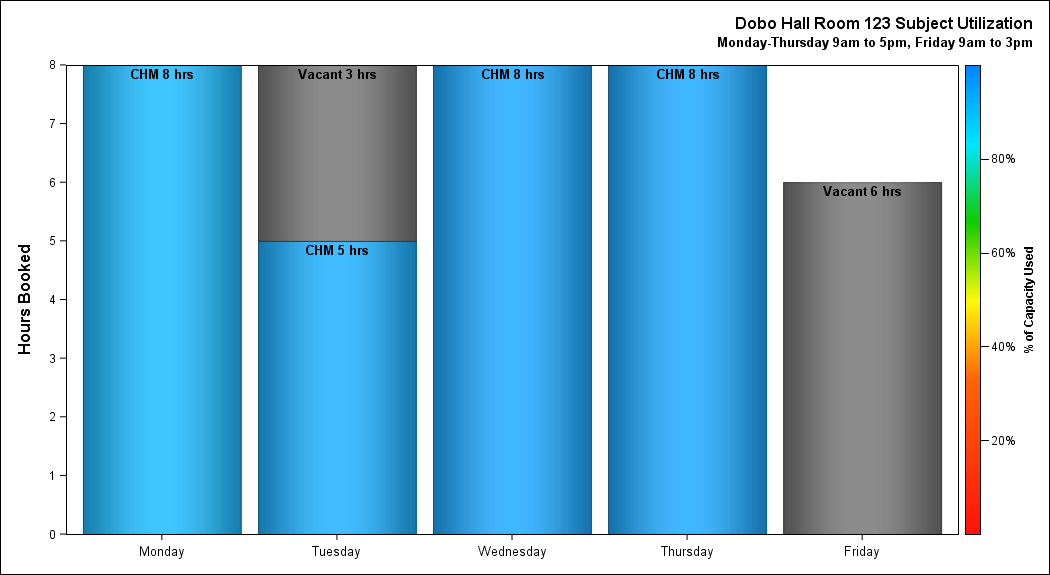 Dobo Hall Room 123 Subject Utilization
Monday-Thursday 9am to 5pm, Friday 9am to 3pm
Hours Booked
8
7
6
5
4
3
2
1
0
CHM 8 hrs
Vacant 3 hrs
CHM 5 hrs
CHM 8 hrs
CHM 8 hrs
Vacant 6 hrs
Monday
Tuesday
Wednesday
Thursday
Friday
80%
60%
40%
20%
% of Capacity Used